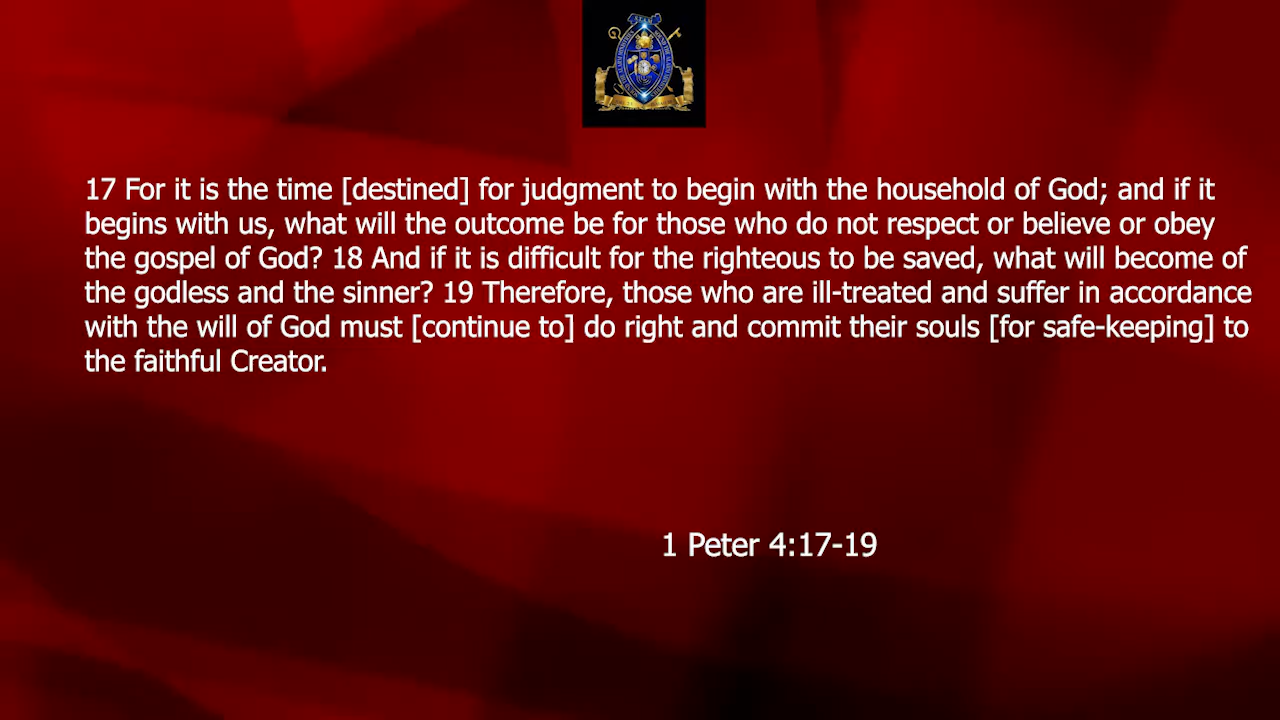 17 For it is the time [destined] for judgment to begin with the household of God; and if it
begins with us, what will the outcome be for those who do not respect or believe or obey
the gospel of God? 18 And if it is difficult for the righteous to be saved, what will become of
the godless and the sinner? 19 Therefore, those who are ill-treated and suffer in accordance
with the will of God must [continue to] do right and commit their souls [for safe-keeping] to
the faithful Creator.
1 Peter 4:17-19